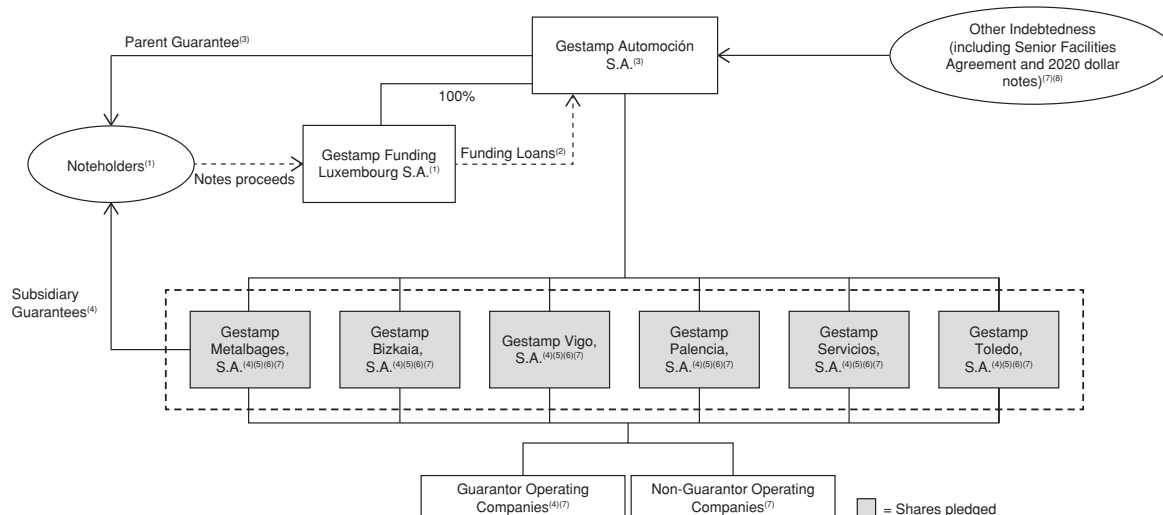 Parent Guarantee(3)
Gestamp Automoción
S.A.(3)
Other Indebtedness
(including Senior Facilities
Agreement and 2020 dollar
notes)(7)(8)
100%
Noteholders(1)
Notes proceeds
Gestamp Funding
Luxembourg S.A.(1)
Funding Loans(2)
Subsidiary
Guarantees(4)
Gestamp
Metalbages,
S.A.(4)(5)(6)(7)
Gestamp
Bizkaia,
S.A.(4)(5)(6)(7)
Gestamp Vigo,
S.A.(4)(5)(6)(7)
Gestamp
Palencia,
S.A.(4)(5)(6)(7)
Gestamp
Servicios,
S.A.(4)(5)(6)(7)
Gestamp
Toledo,
S.A.(4)(5)(6)(7)
Guarantor Operating
Companies(4)(7)
Non-Guarantor Operating
Companies(7)
= Shares pledged